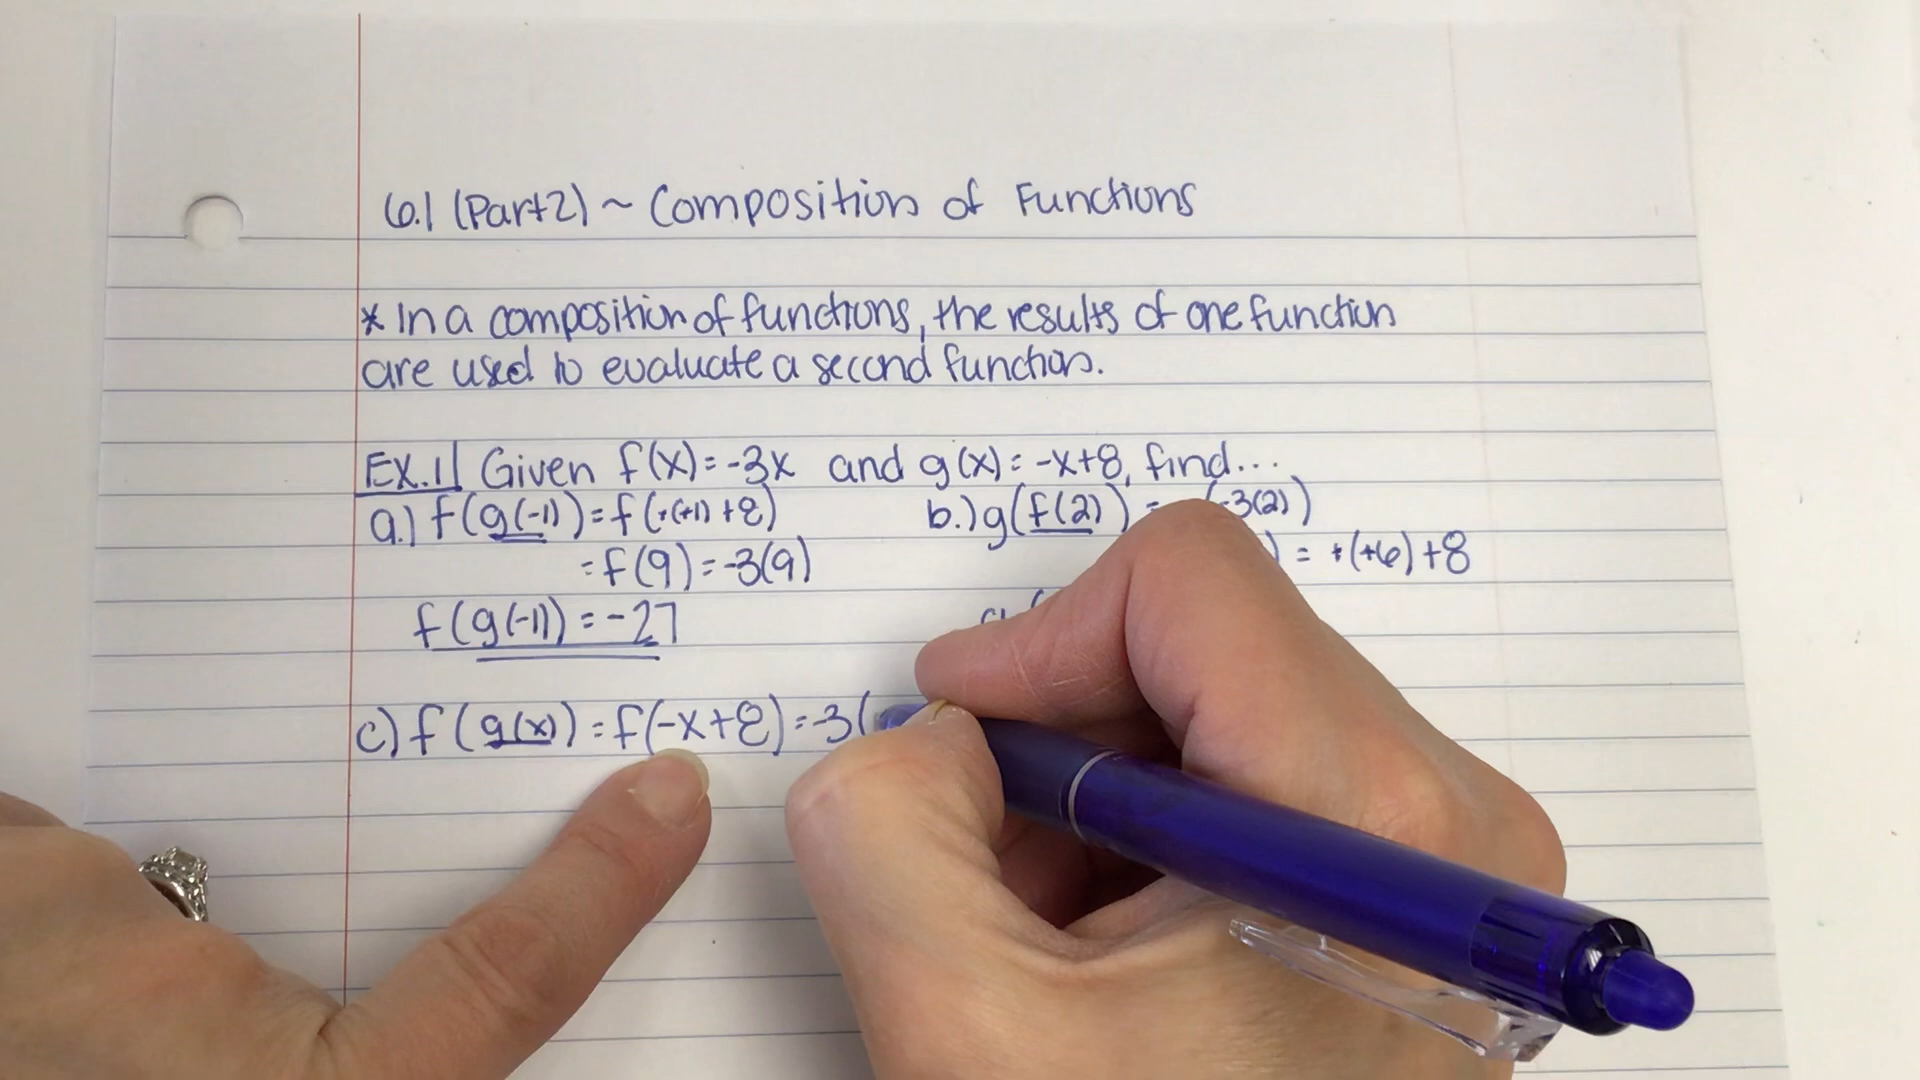 6.1 (Part 2) ~ Composition of Functions
* In a composition of functions, the results of one function
are used to evaluate a second function.
EX.1 Given f(x) = -3x and g(x) = -x+8, find...
a.) f(g(-1)) = f(-(-1)+8)
= f(9) = -3(9)
f(g(-1)) = -27
b.) g(f(2)) = (-3(2))
) = +(+6)+8
c) f(g(x)) = f(-x+8) = -3(